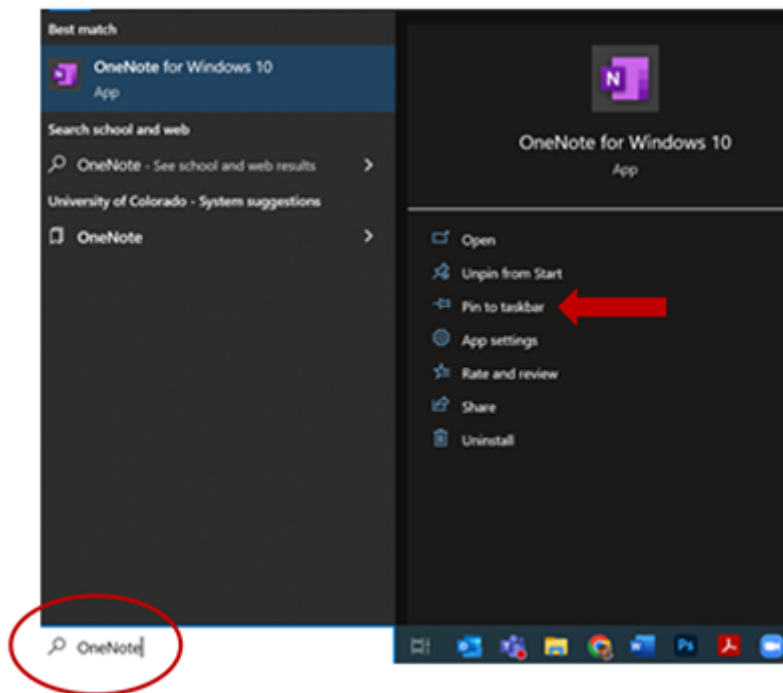 Best match
OneNote for Windows 10
App
Search school and web
OneNote - See school and web results
University of Colorado - System suggestions
OneNote
N
OneNote for Windows 10
App
Open
Unpin from Start
Pin to taskbar
App settings
Rate and review
Share
Uninstall
OneNote